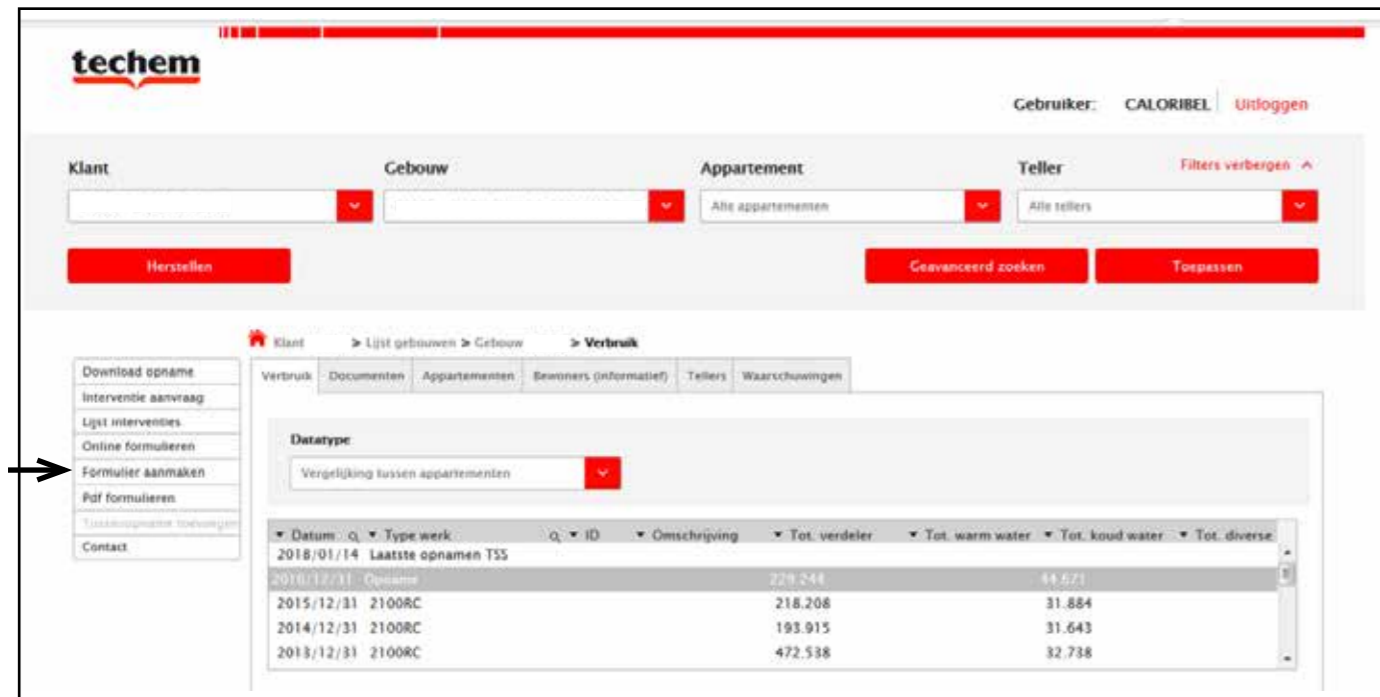 techem
Gebruiker: CALORIBEL Uitloggen
Klant Gebouw Appartement Teller Filters verbergen
Alle appartementen Alle tellers
Herstellen Geavanceerd zoeken Toepassen
Klant > Lijst gebouwen > Gebouw > Verbruik
Download opname
Interventie aanvraag
Lijst interventies
Online formulieren
Formulier aanmaken
Pdf formulieren
Tussenopname toevoegen
Contact
Verbruik Documenten Appartementen Bewoners (informatief) Tellers Waarschuwingen
Datatype
Vergelijking tussen appartementen
Datum Type werk ID Omschrijving Tot. verdeler Tot. warm water Tot. koud water Tot. diverse
2018/01/14 Laatste opnamen TSS
2016/12/31 Opname 229.244 44.671
2015/12/31 2100RC 218.208 31.884
2014/12/31 2100RC 193.915 31.643
2013/12/31 2100RC 472.538 32.738